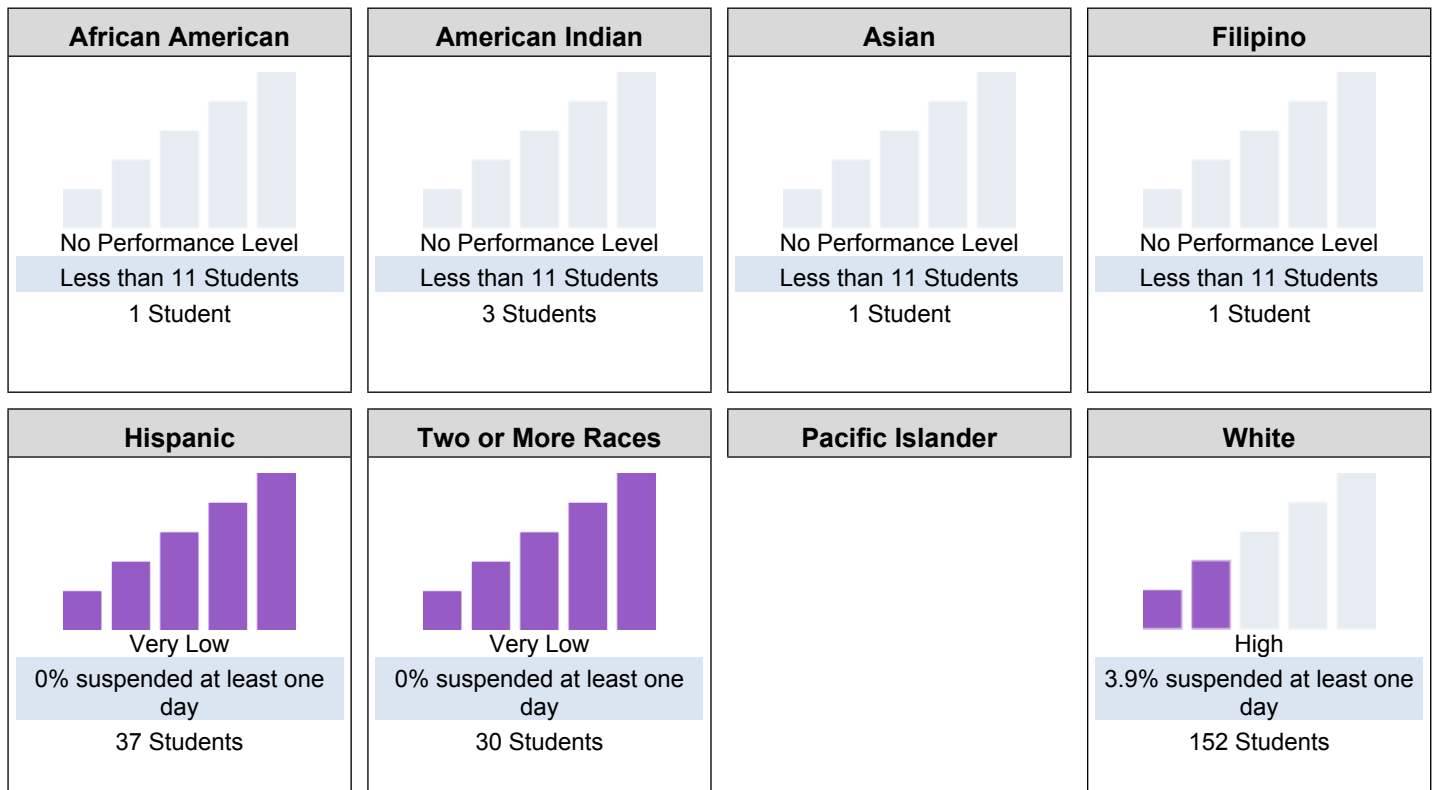 African American
No Performance Level
Less than 11 Students
1 Student
American Indian
No Performance Level
Less than 11 Students
3 Students
Asian
No Performance Level
Less than 11 Students
1 Student
Filipino
No Performance Level
Less than 11 Students
1 Student
Hispanic
Very Low
0% suspended at least one
day
37 Students
Two or More Races
Very Low
0% suspended at least one
day
30 Students
Pacific Islander
White
High
3.9% suspended at least one
day
152 Students